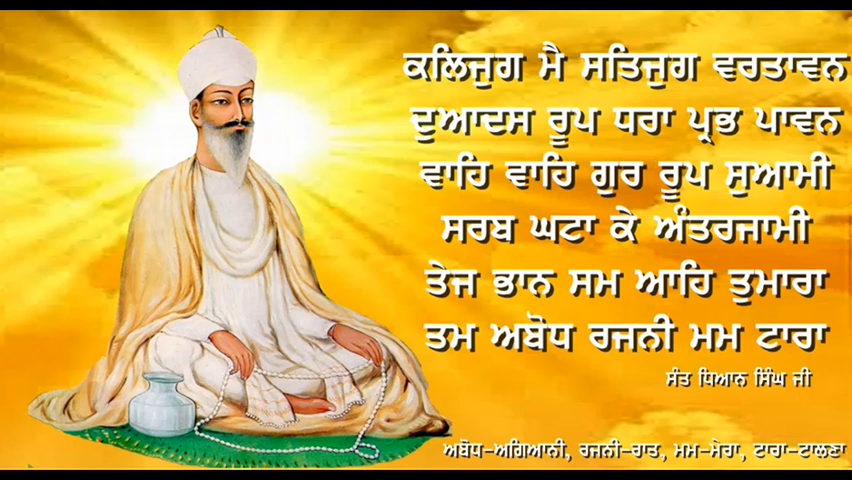 ਕਲਿਜੁਗ ਮੈ ਸਤਿਜੁਗ ਵਰਤਾਵਨ
ਦੁਆਦਸ ਰੂਪ ਧਰਾ ਪ੍ਰਭ ਪਾਵਨ
ਵਾਹਿ ਵਾਹਿ ਗੁਰ ਰੂਪ ਸੁਆਮੀ
ਸਰਬ ਘਟਾ ਕੇ ਅੰਤਰਜਾਮੀ
ਤੇਜ ਭਾਨ ਸਮ ਆਹਿ ਤੁਮਾਰਾ
ਤਮ ਅਬੋਧ ਰਜਨੀ ਮਮ ਟਾਰਾ
ਸੰਤ ਧਿਆਨ ਸਿੰਘ ਜੀ
ਅਬੋਧ-ਅਗਿਆਨੀ, ਰਜਨੀ-ਰਾਤ, ਮਮ-ਮੇਰਾ, ਟਾਰਾ-ਟਾਲਣਾ